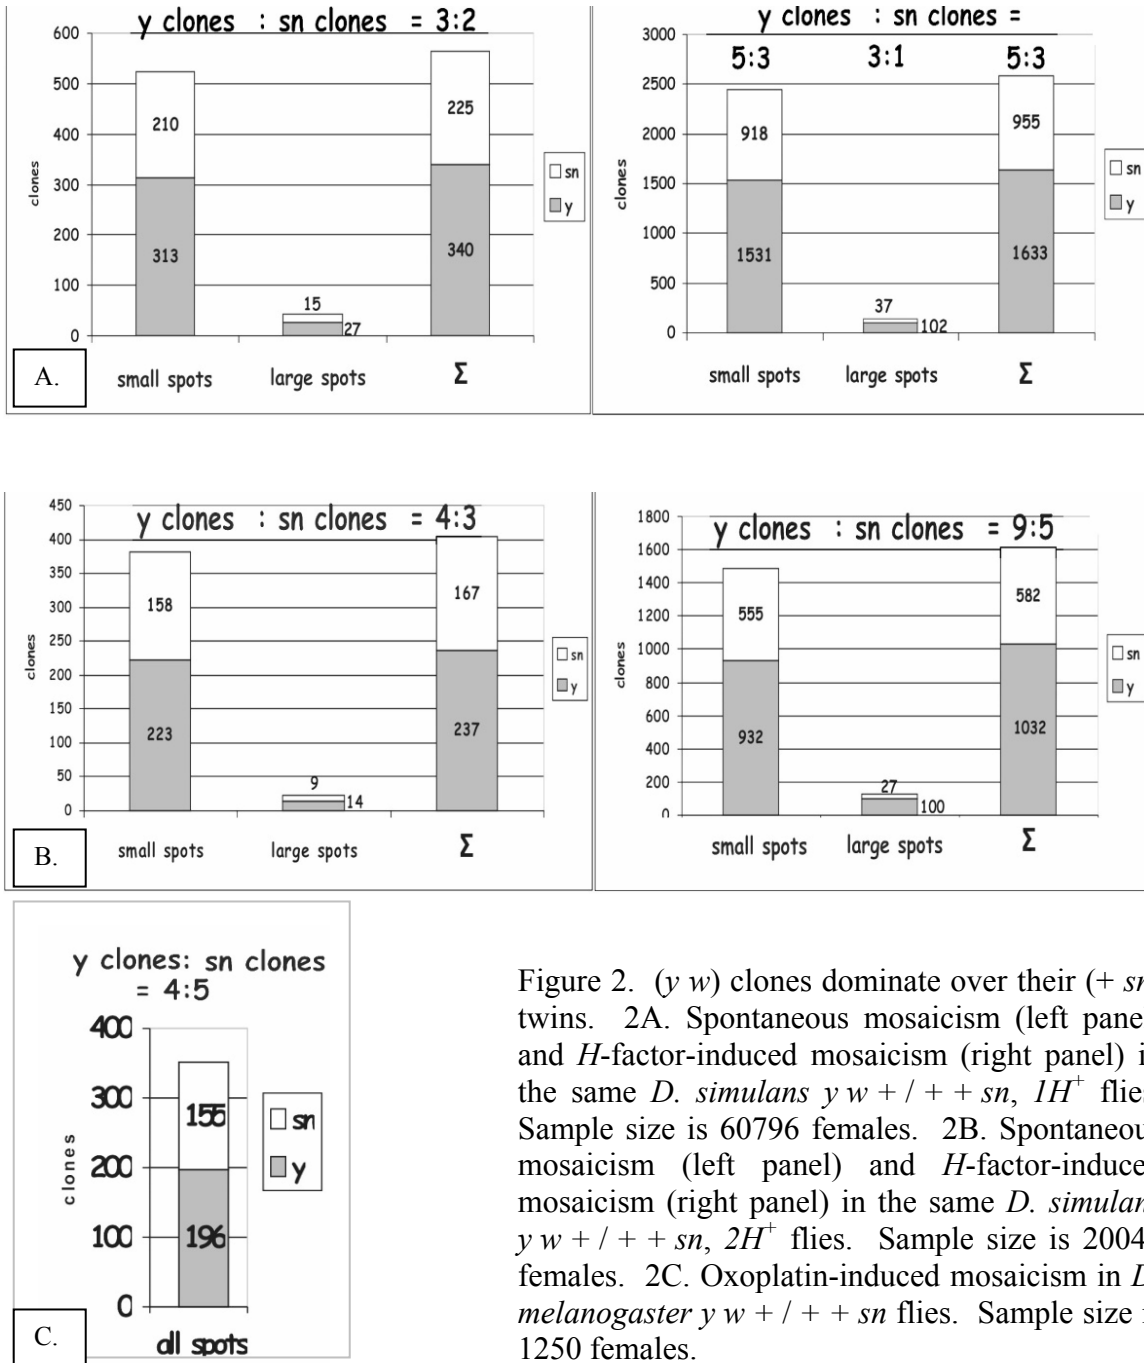 y clones : sn clones = 3:2
600
500
400
300
200
100
0
clones
210
313
15
27
225
340
sn
y
small spots
large spots
Σ
A.
y clones : sn clones =
5:3
3:1
5:3
3000
2500
2000
1500
1000
500
0
clones
918
1531
37
102
955
1633
sn
y
small spots
large spots
Σ
y clones : sn clones = 4:3
450
400
350
300
250
200
150
100
50
0
clones
158
223
9
14
167
237
sn
y
small spots
large spots
Σ
B.
y clones : sn clones = 9:5
1800
1600
1400
1200
1000
800
600
400
200
0
clones
555
932
27
100
582
1032
sn
y
small spots
large spots
Σ
y clones: sn clones
= 4:5
400
300
200
100
0
clones
155
196
sn
y
all spots
C.
Figure 2. (y w) clones dominate over their (+ sn
twins. 2A. Spontaneous mosaicism (left pane
and H-factor-induced mosaicism (right panel) i
the same D. simulans y w + / + + sn, 1H+ flies
Sample size is 60796 females. 2B. Spontaneou
mosaicism (left panel) and H-factor-induce
mosaicism (right panel) in the same D. simulan
y w + / + + sn, 2H+ flies. Sample size is 2004
females. 2C. Oxoplatin-induced mosaicism in D
melanogaster y w + / + + sn flies. Sample size i
1250 females.